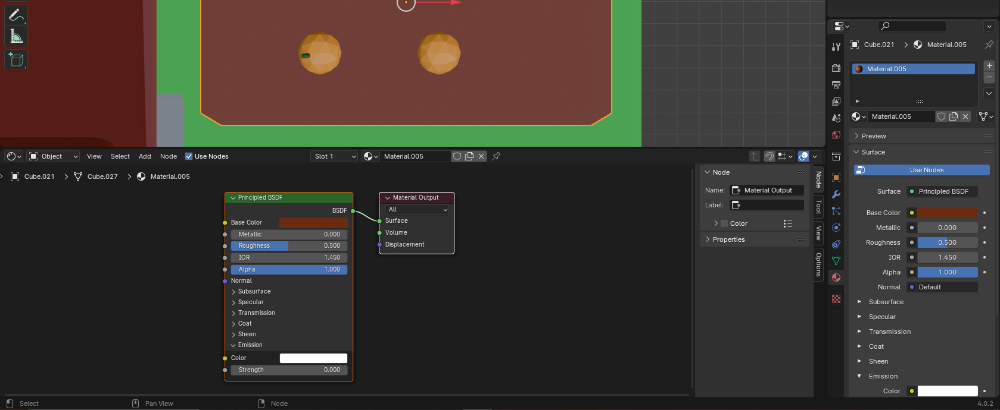 Cube.021 > Material.005
Material.005
Material.005
Preview
Surface
Use Nodes
Surface Principled BSDF
Base Color
Metallic 0.000
Roughness 0.500
IOR 1.450
Alpha 1.000
Normal Default
Subsurface
Specular
Transmission
Coat
Sheen
Emission
Color
Object View Select Add Node Use Nodes Slot 1 Material.005
Cube.021 > Cube.027 > Material.005
Principled BSDF
BSDF
Base Color
Metallic 0.000
Roughness 0.500
IOR 1.450
Alpha 1.000
Normal
Subsurface
Specular
Transmission
Coat
Sheen
Emission
Color
Strength 0.000
Material Output
All
Surface
Volume
Displacement
Node
Name: Material Output
Label:
Color
Properties
Node
Tool
View
Options
Select Pan View Node 4.0.2